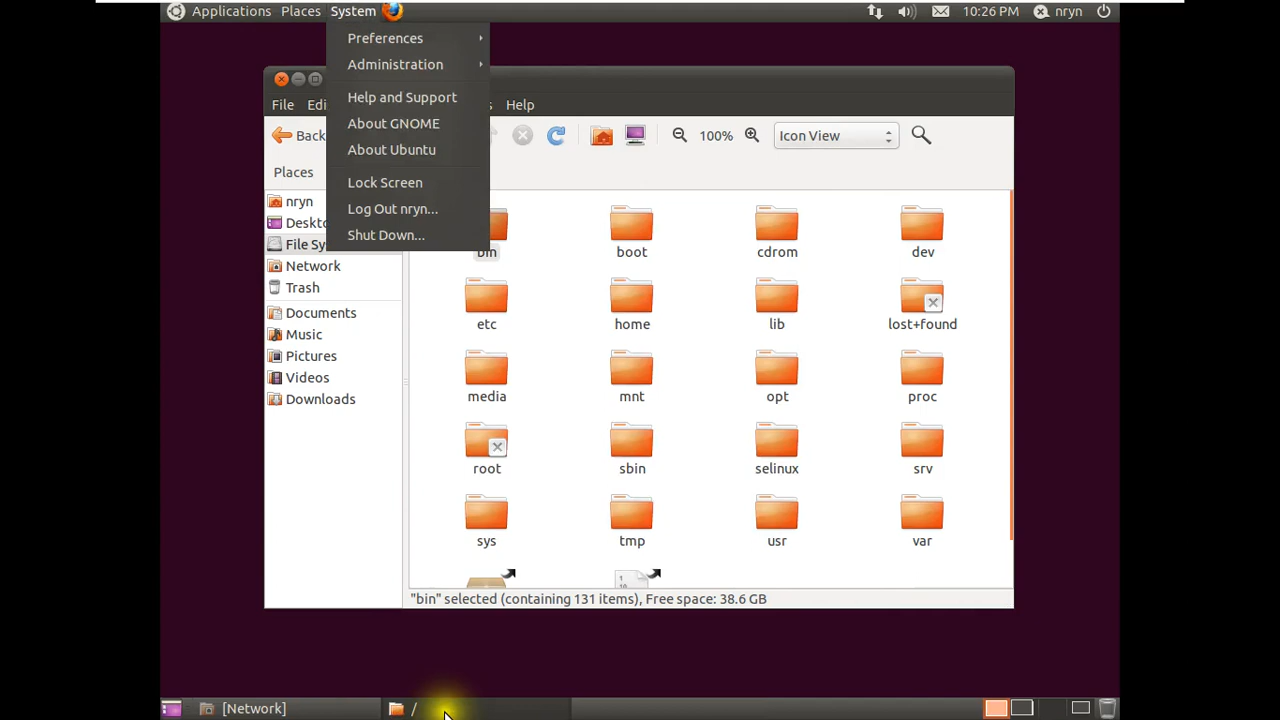 Applications Places System 10:26 PM nryn
Preferences
Administration
Help and Support
About GNOME
About Ubuntu
Lock Screen
Log Out nryn...
Shut Down...
File Edi s Help
Back 100% Icon View
Places
nryn
Deskto
File Sy
Network
Trash
Documents
Music
Pictures
Videos
Downloads
bin boot cdrom dev
etc home lib lost+found
media mnt opt proc
root sbin selinux srv
sys tmp usr var
"bin" selected (containing 131 items), Free space: 38.6 GB
[Network] /